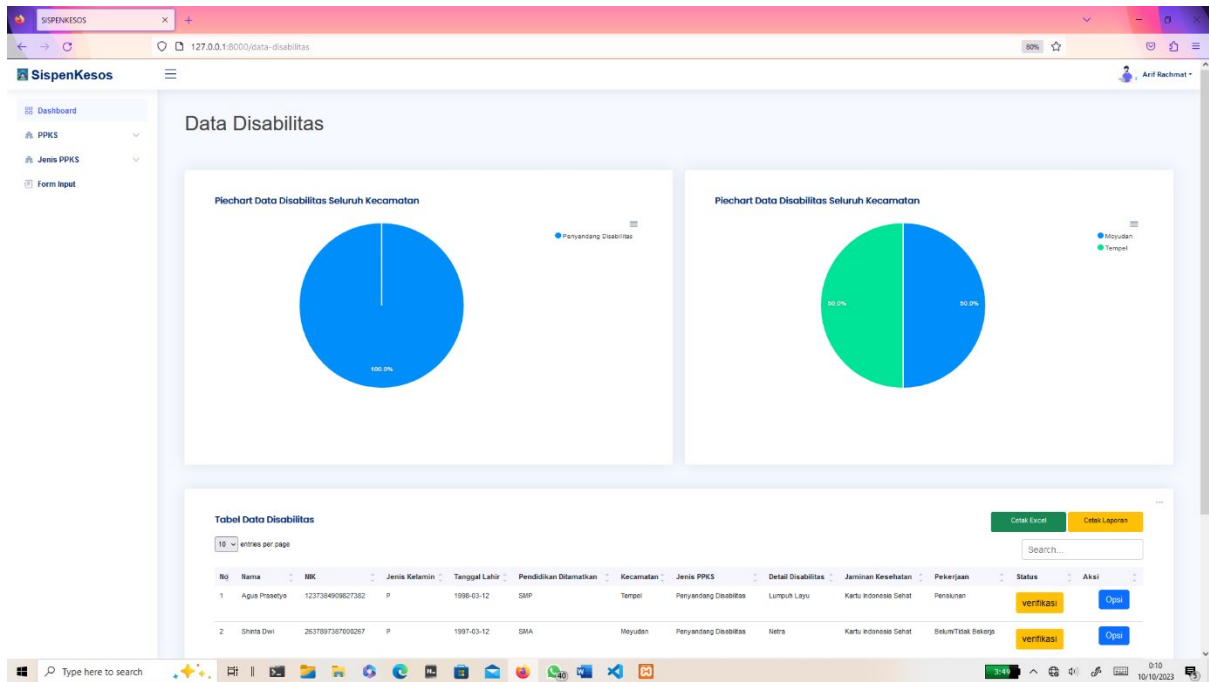 SISPENKESOS
127.0.0.1:8000/data-disabilitas
80%
SispenKesos
Arif Rachmat
Dashboard
PPKS
Jenis PPKS
Form Input
Data Disabilitas
Piechart Data Disabilitas Seluruh Kecamatan
Penyandang Disabilitas
100.0%
Piechart Data Disabilitas Seluruh Kecamatan
Moyudan
Tempel
50.0% 50.0%
Tabel Data Disabilitas
Cetak Excel Cetak Laporan
10 entries per page
Search...
No Nama NIK Jenis Kelamin Tanggal Lahir Pendidikan Ditamatkan Kecamatan Jenis PPKS Detail Disabilitas Jaminan Kesehatan Pekerjaan Status Aksi
1 Agus Prasetyo 1237384909827382 P 1998-03-12 SMP Tempel Penyandang Disabilitas Lumpuh Layu Kartu Indonesia Sehat Pensiunan verifikasi Opsi
2 Shinta Dwi 2637897387000267 P 1997-03-12 SMA Moyudan Penyandang Disabilitas Netra Kartu Indonesia Sehat Belum/Tidak Bekerja verifikasi Opsi
Type here to search
40
3:49
0:10
10/10/2023